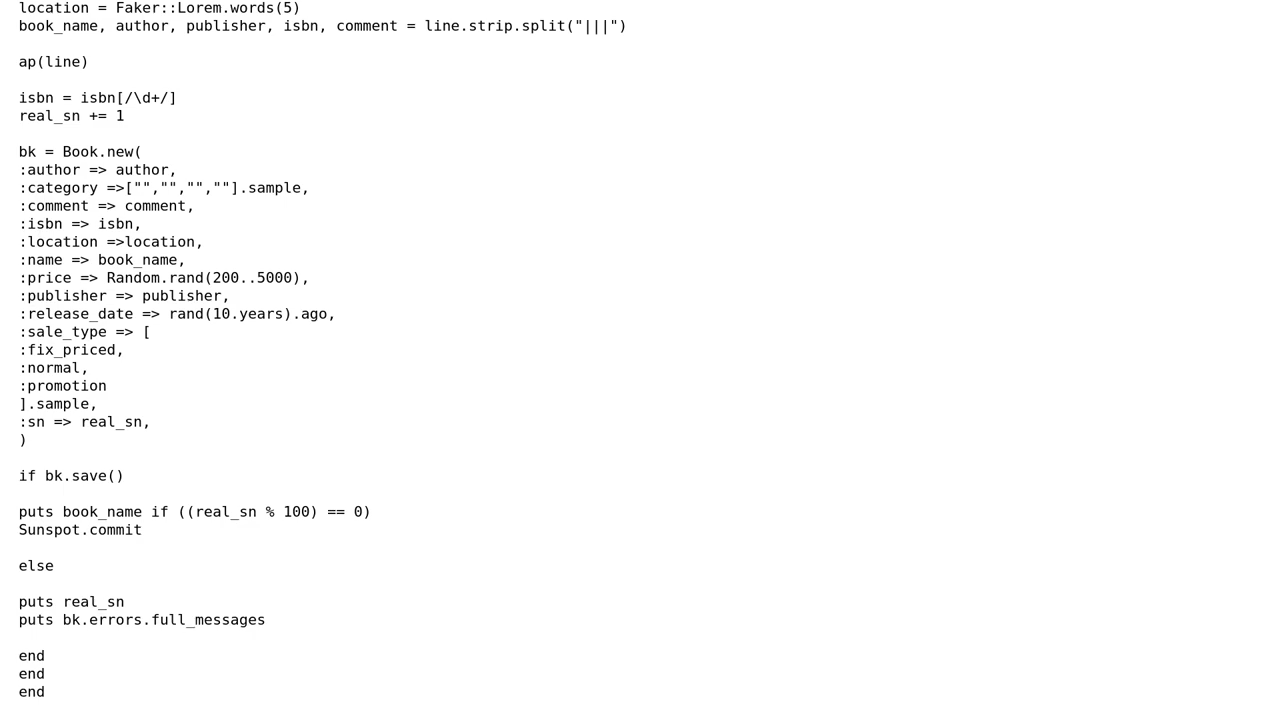 location = Faker::Lorem.words(5)
book_name, author, publisher, isbn, comment = line.strip.split("|||")
ap(line)
isbn = isbn[/\d+/]
real_sn += 1
bk = Book.new(
:author => author,
:category =>["","","",""].sample,
:comment => comment,
:isbn => isbn,
:location =>location,
:name => book_name,
:price => Random.rand(200..5000),
:publisher => publisher,
:release_date => rand(10.years).ago,
:sale_type => [
:fix_priced,
:normal,
:promotion
].sample,
:sn => real_sn,
)
if bk.save()
puts book_name if ((real_sn % 100) == 0)
Sunspot.commit
else
puts real_sn
puts bk.errors.full_messages
end
end
end